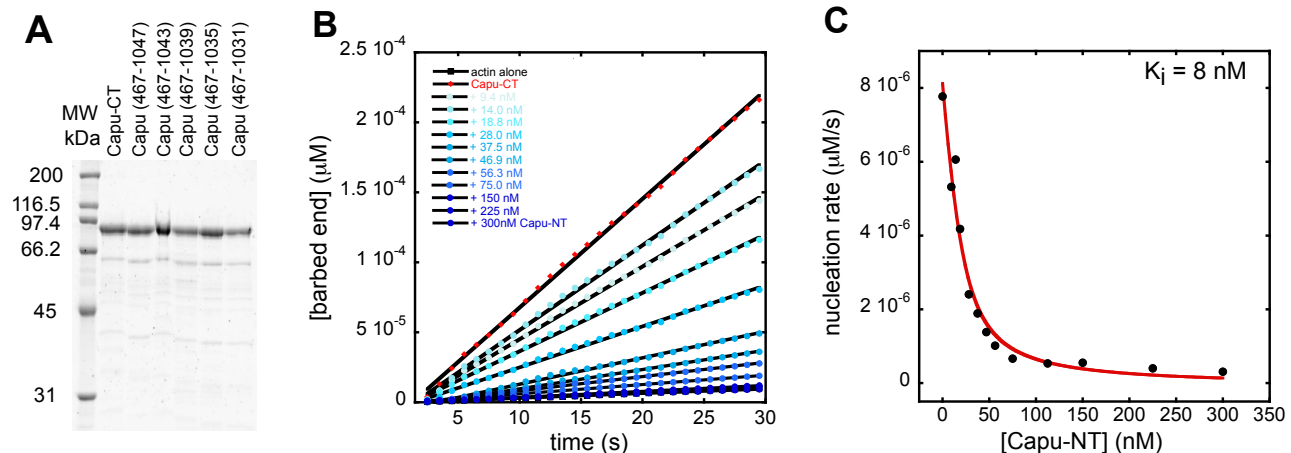 A
MW
kDa
Capu-CT
Capu (467-1047)
Capu (467-1043)
Capu (467-1039)
Capu (467-1035)
Capu (467-1031)
200
116.5
97.4
66.2
45
31
B
[barbed end] (μM)
2.5 10⁻⁴
2 10⁻⁴
1.5 10⁻⁴
1 10⁻⁴
5 10⁻⁵
0
actin alone
Capu-CT
+ 9.4 nM
+ 14.0 nM
+ 18.8 nM
+ 28.0 nM
+ 37.5 nM
+ 46.9 nM
+ 56.3 nM
+ 75.0 nM
+ 150 nM
+ 225 nM
+ 300nM Capu-NT
5 10 15 20 25 30
time (s)
C
Kᵢ = 8 nM
nucleation rate (μM/s)
8 10⁻⁶
6 10⁻⁶
4 10⁻⁶
2 10⁻⁶
0
0 50 100 150 200 250 300 350
[Capu-NT] (nM)